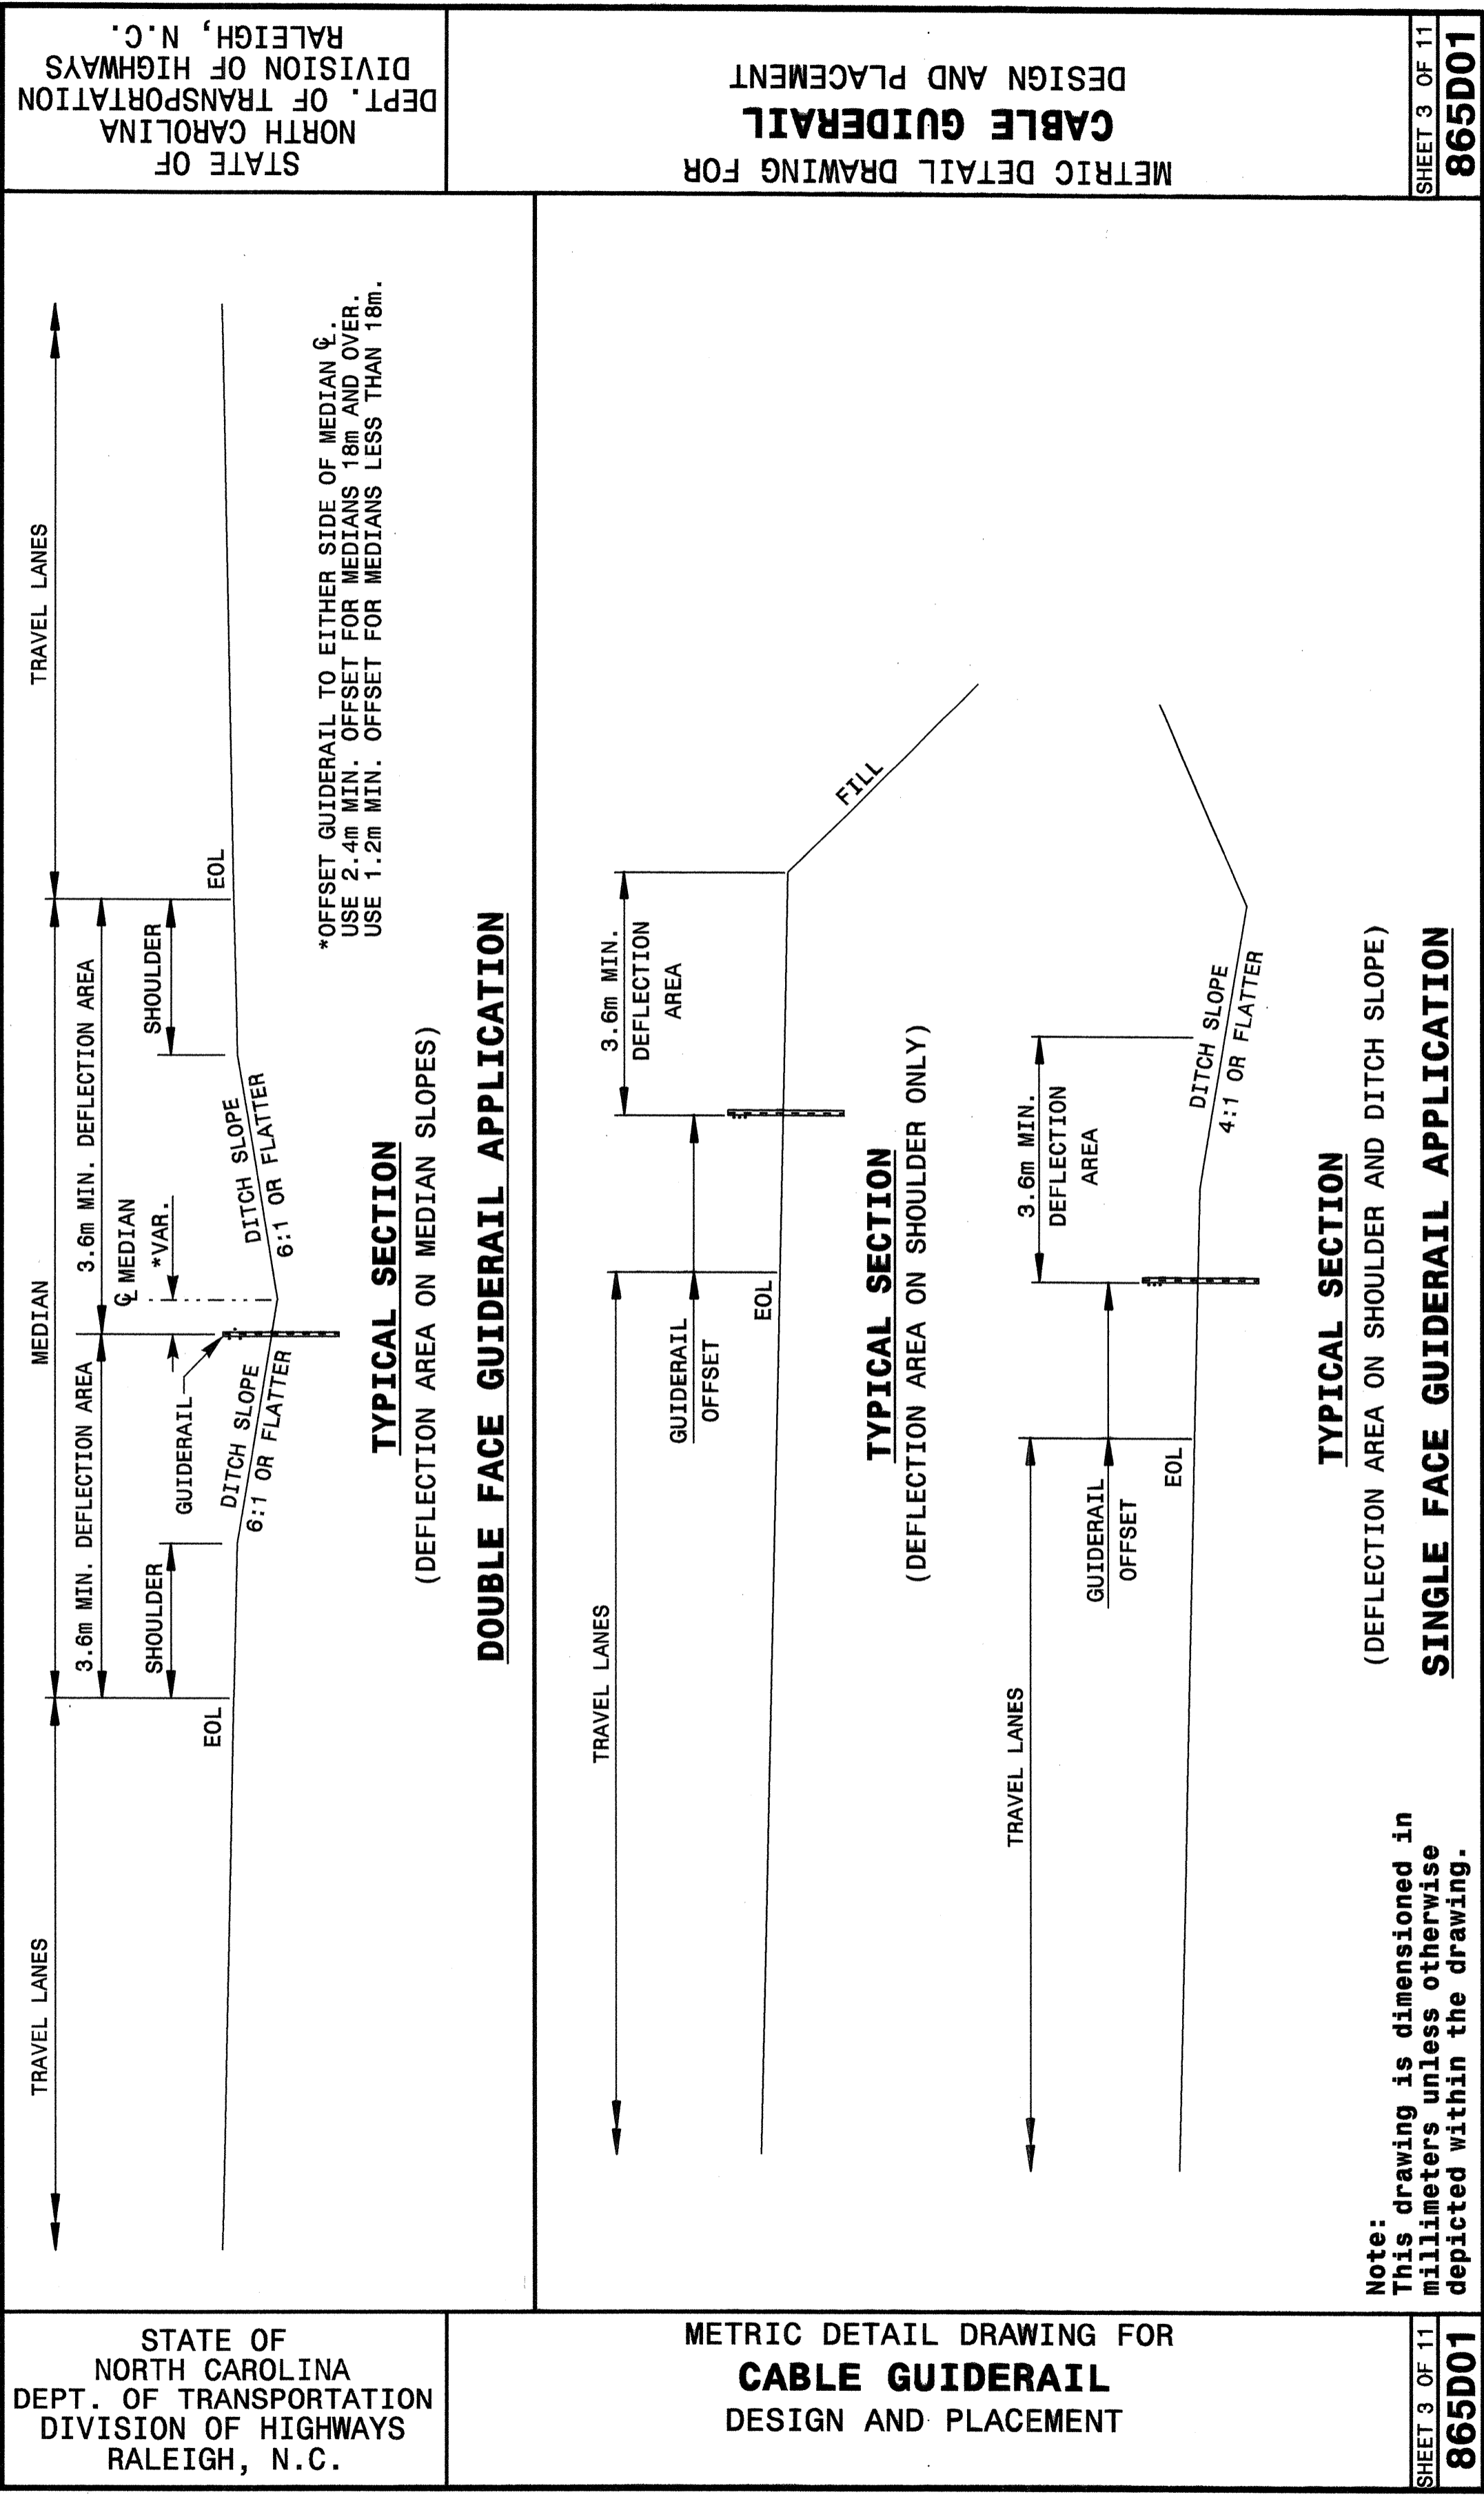 STATE OF
NORTH CAROLINA
DEPT. OF TRANSPORTATION
DIVISION OF HIGHWAYS
RALEIGH, N.C.
METRIC DETAIL DRAWING FOR
CABLE GUIDERAIL
DESIGN AND PLACEMENT
SHEET 3 OF 11
865D01
TRAVEL LANES
MEDIAN
TRAVEL LANES
3.6m MIN. DEFLECTION AREA
3.6m MIN. DEFLECTION AREA
℄ MEDIAN
SHOULDER
*VAR.
SHOULDER
GUIDERAIL
EOL
EOL
DITCH SLOPE
6:1 OR FLATTER
DITCH SLOPE
6:1 OR FLATTER
*OFFSET GUIDERAIL TO EITHER SIDE OF MEDIAN ℄.
USE 2.4m MIN. OFFSET FOR MEDIANS 18m AND OVER.
USE 1.2m MIN. OFFSET FOR MEDIANS LESS THAN 18m.
TYPICAL SECTION
(DEFLECTION AREA ON MEDIAN SLOPES)
DOUBLE FACE GUIDERAIL APPLICATION
TRAVEL LANES
3.6m MIN.
DEFLECTION
AREA
GUIDERAIL
OFFSET
EOL
FILL
TYPICAL SECTION
(DEFLECTION AREA ON SHOULDER ONLY)
TRAVEL LANES
3.6m MIN.
DEFLECTION
AREA
GUIDERAIL
OFFSET
EOL
DITCH SLOPE
4:1 OR FLATTER
TYPICAL SECTION
(DEFLECTION AREA ON SHOULDER AND DITCH SLOPE)
SINGLE FACE GUIDERAIL APPLICATION
Note:
This drawing is dimensioned in
millimeters unless otherwise
depicted within the drawing.
STATE OF
NORTH CAROLINA
DEPT. OF TRANSPORTATION
DIVISION OF HIGHWAYS
RALEIGH, N.C.
METRIC DETAIL DRAWING FOR
CABLE GUIDERAIL
DESIGN AND PLACEMENT
SHEET 3 OF 11
865D01